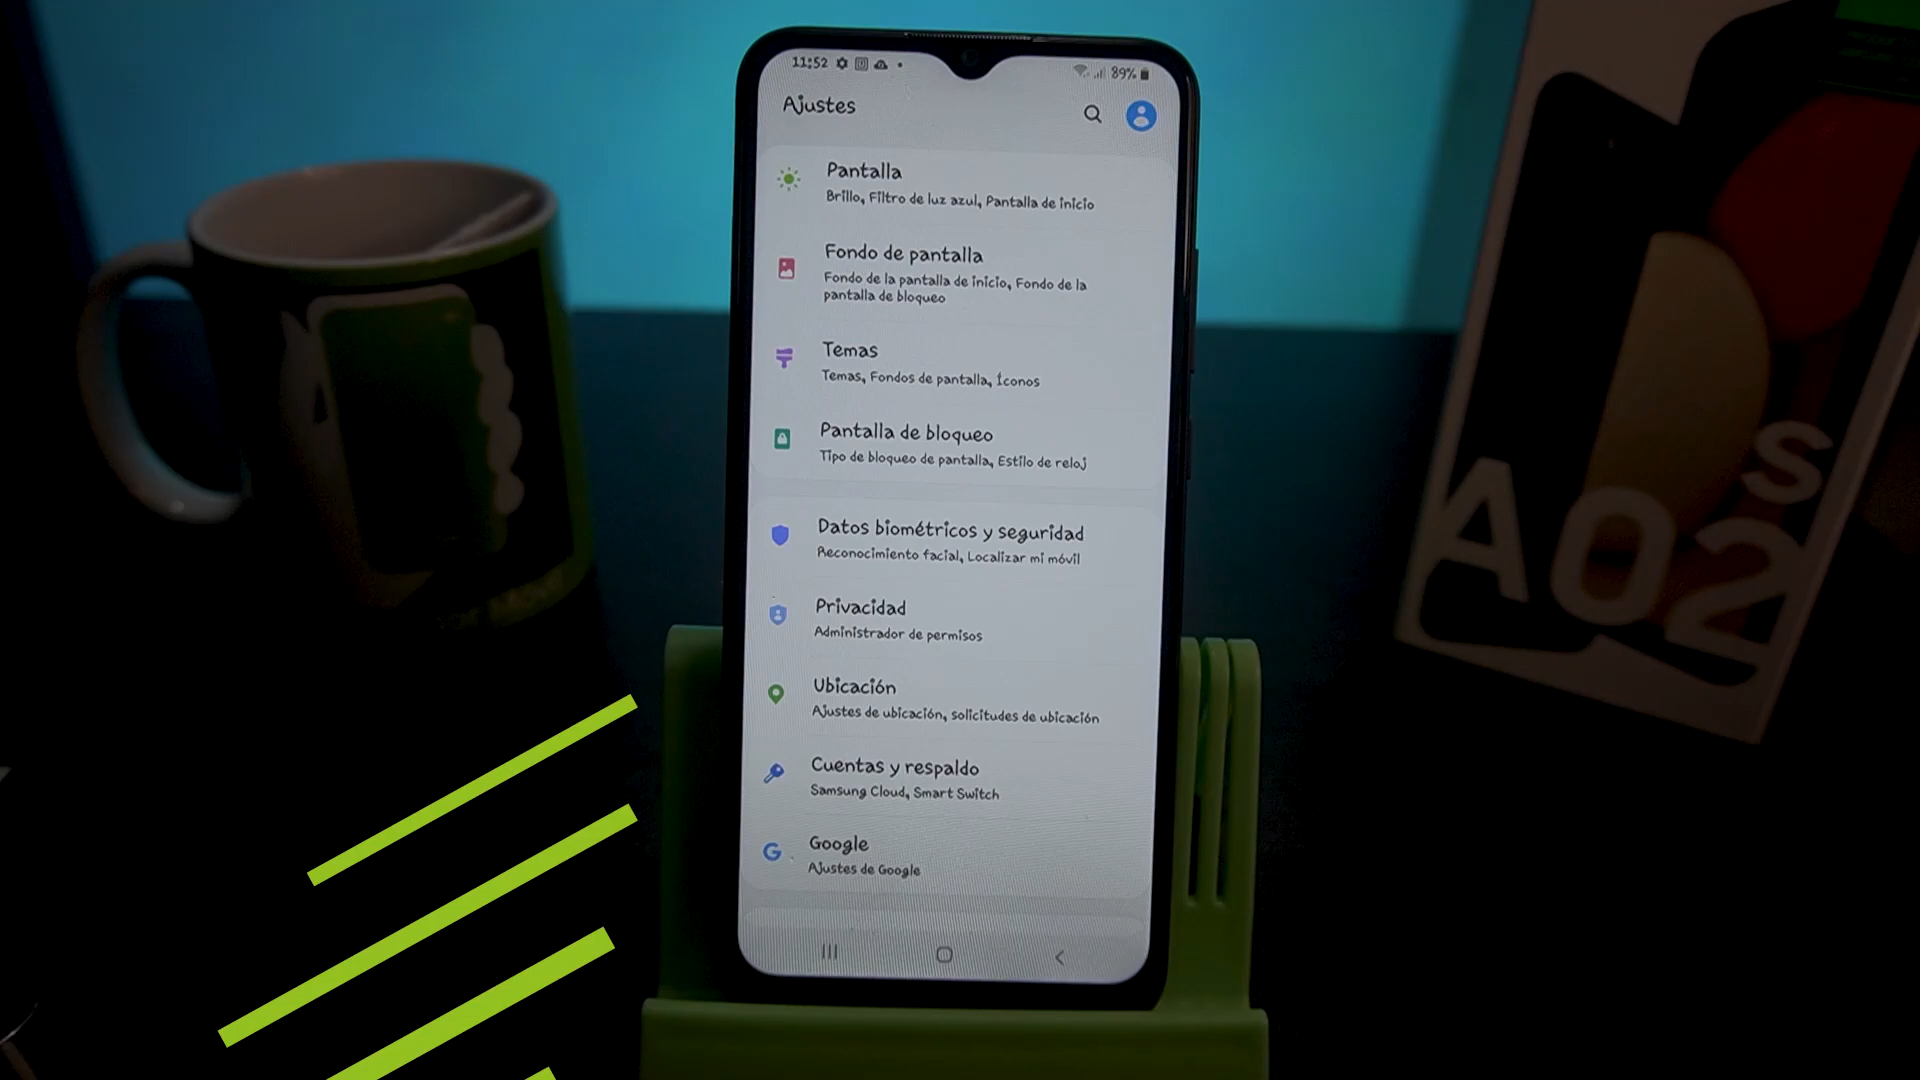 11:52
89%
Ajustes
Pantalla
Brillo, Filtro de luz azul, Pantalla de inicio
Fondo de pantalla
Fondo de la pantalla de inicio, Fondo de la
pantalla de bloqueo
Temas
Temas, Fondos de pantalla, Íconos
Pantalla de bloqueo
Tipo de bloqueo de pantalla, Estilo de reloj
Datos biométricos y seguridad
Reconocimiento facial, Localizar mi móvil
Privacidad
Administrador de permisos
Ubicación
Ajustes de ubicación, solicitudes de ubicación
Cuentas y respaldo
Samsung Cloud, Smart Switch
Google
Ajustes de Google
A02s